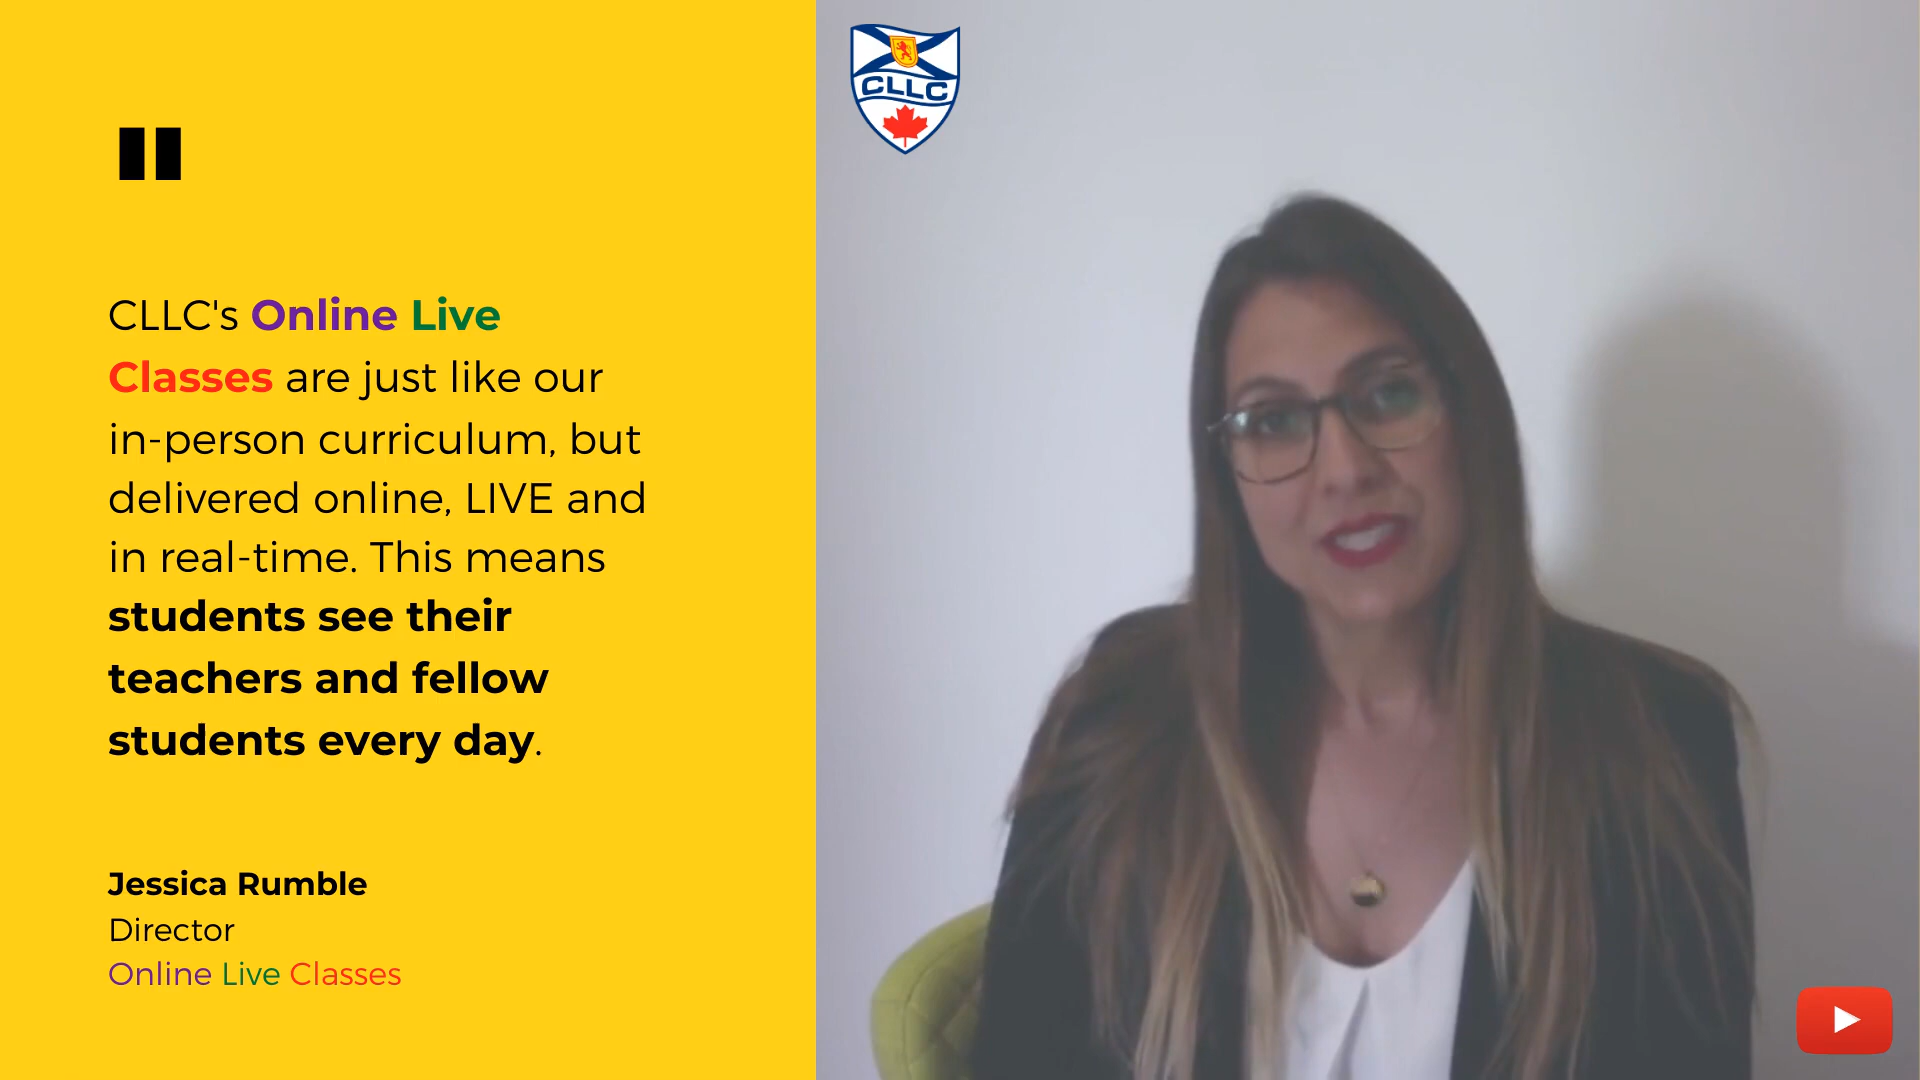 "
CLLC's Online Live
Classes are just like our
in-person curriculum, but
delivered online, LIVE and
in real-time. This means
students see their
teachers and fellow
students every day.
Jessica Rumble
Director
Online Live Classes
CLLC